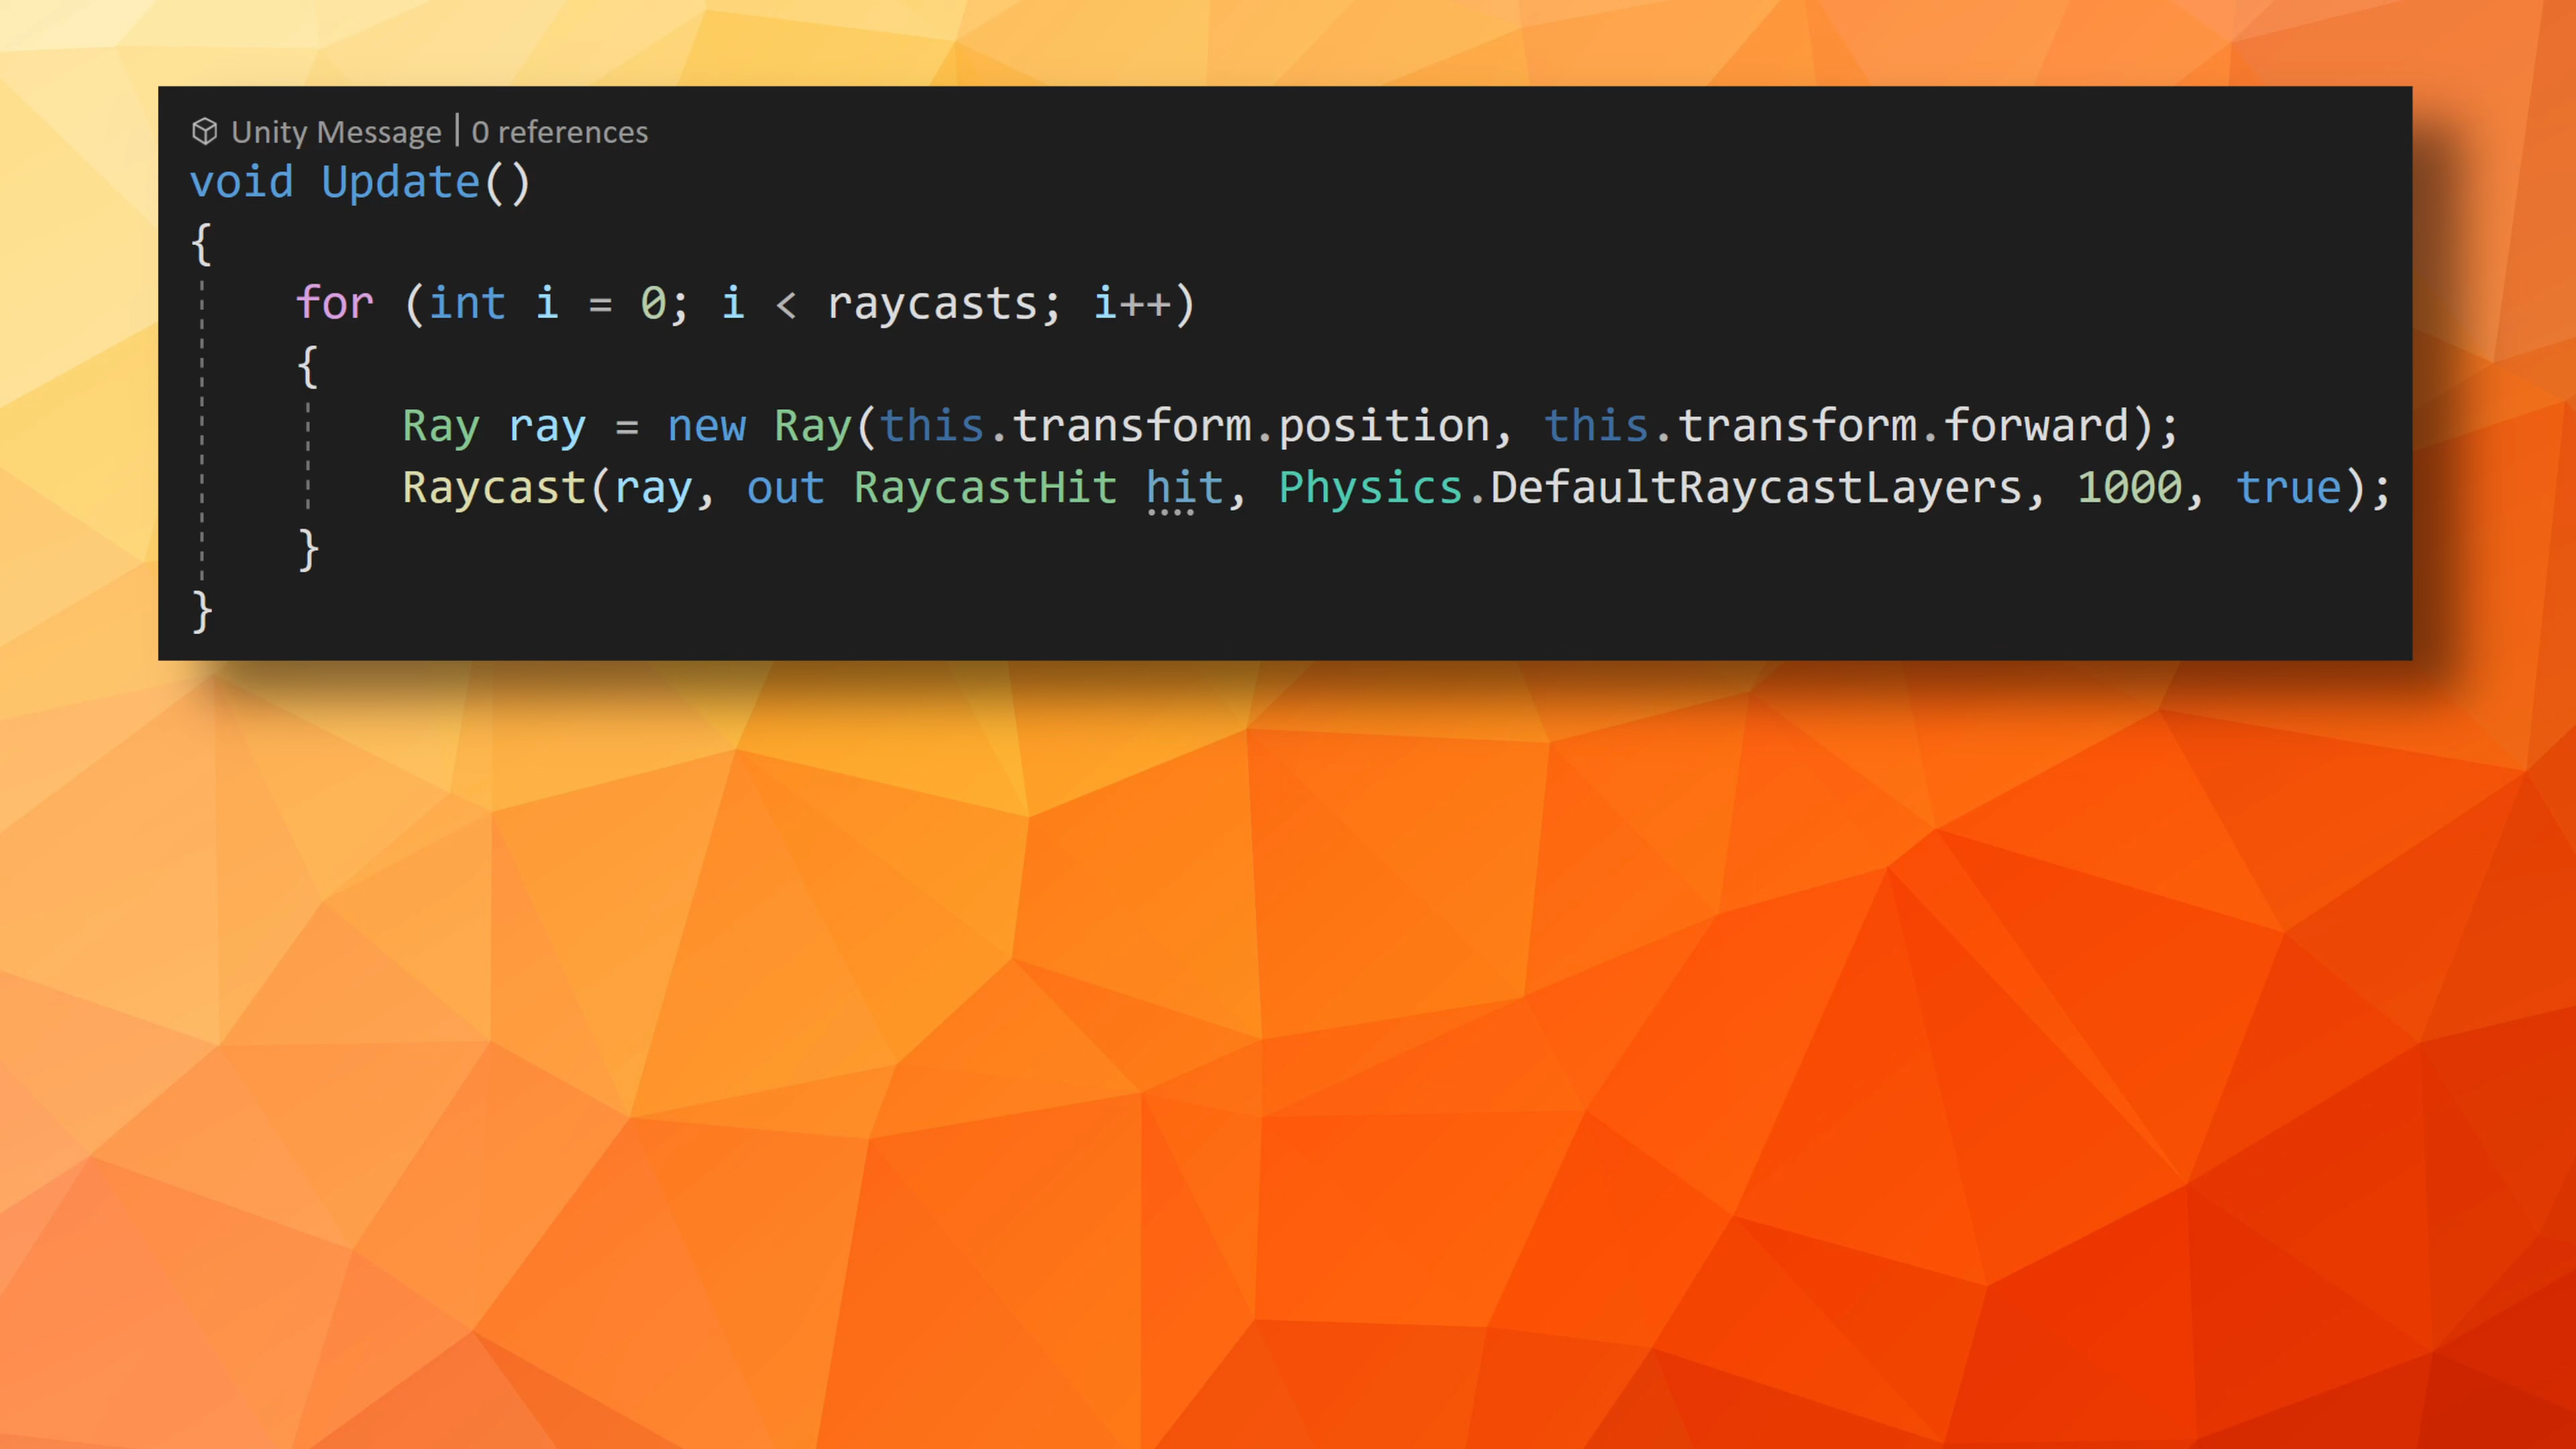 Unity Message | 0 references
void Update()
{
for (int i = 0; i < raycasts; i++)
{
Ray ray = new Ray(this.transform.position, this.transform.forward);
Raycast(ray, out RaycastHit hit, Physics.DefaultRaycastLayers, 1000, true);
}
}